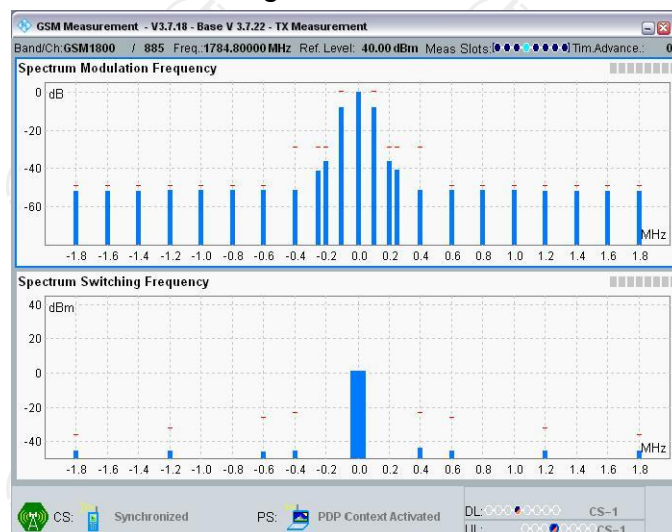 GSM Measurement - V3.7.18 - Base V 3.7.22 - TX Measurement
Band/Ch:GSM1800 / 885 Freq.:1784.80000 MHz Ref. Level: 40.00 dBm Meas Slots: Tim.Advance.: 0
Spectrum Modulation Frequency
0 dB
-20
-40
-60
MHz
-1.8 -1.6 -1.4 -1.2 -1.0 -0.8 -0.6 -0.4 -0.2 0.0 0.2 0.4 0.6 0.8 1.0 1.2 1.4 1.6 1.8
Spectrum Switching Frequency
40 dBm
20
0
-20
-40
MHz
-1.8 -1.6 -1.4 -1.2 -1.0 -0.8 -0.6 -0.4 -0.2 0.0 0.2 0.4 0.6 0.8 1.0 1.2 1.4 1.6 1.8
CS: Synchronized PS: PDP Context Activated DL: CS-1
UL: CS-1